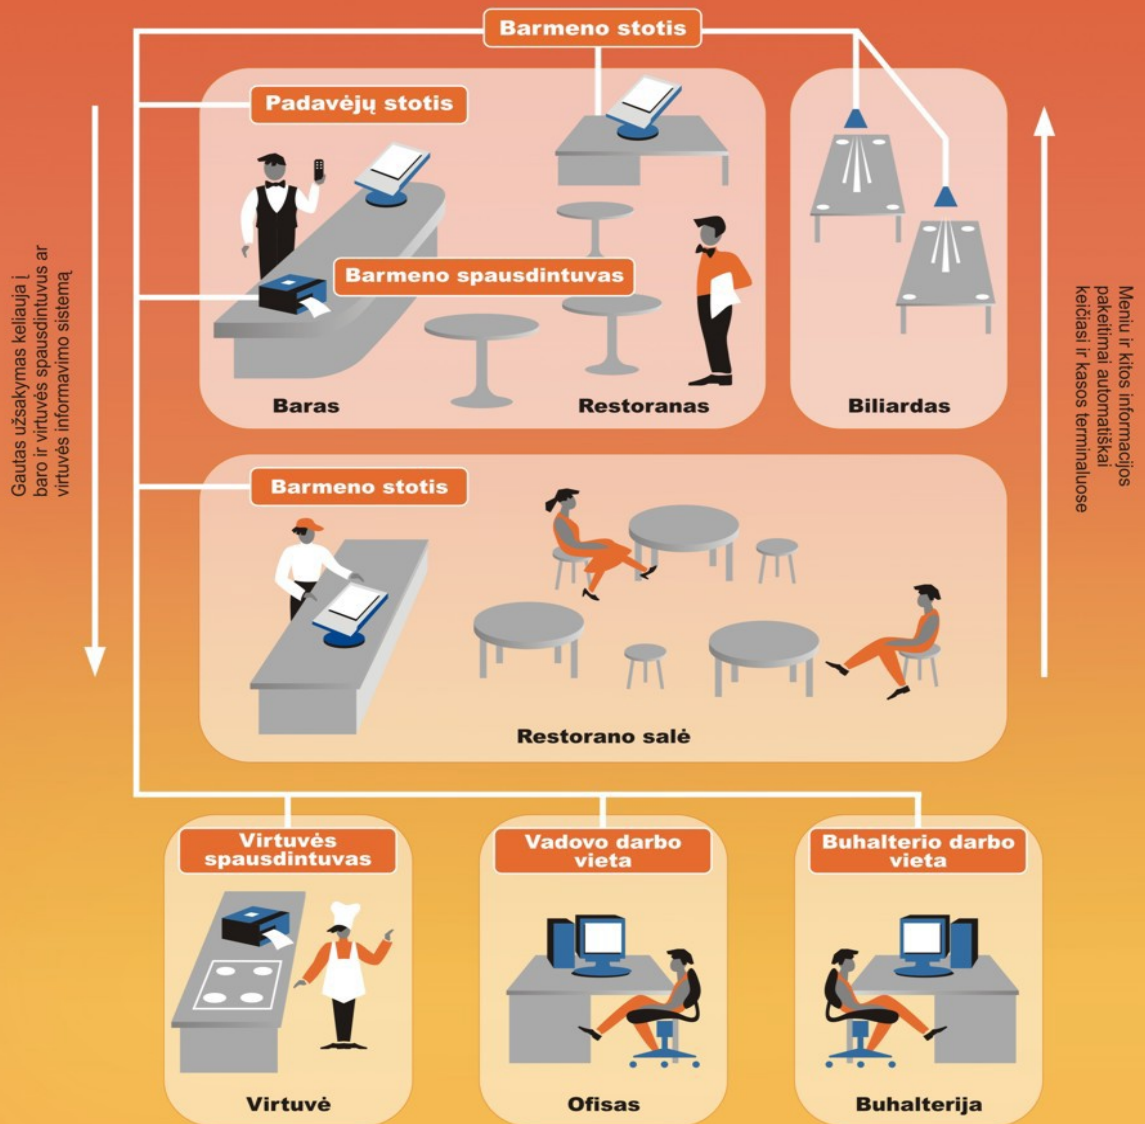 Barmeno stotis
Padavėjų stotis
Barmeno spausdintuvas
Baras
Restoranas
Biliardas
Gautas užsakymas keliauja į
baro ir virtuvės spausdintuvus ar
virtuvės informavimo sistemą
Meniu ir kitos informacijos
pakeitimai automatiškai
keičiasi ir kasos terminaluose
Barmeno stotis
Restorano salė
Virtuvės
spausdintuvas
Vadovo darbo
vieta
Buhalterio darbo
vieta
Virtuvė
Ofisas
Buhalterija